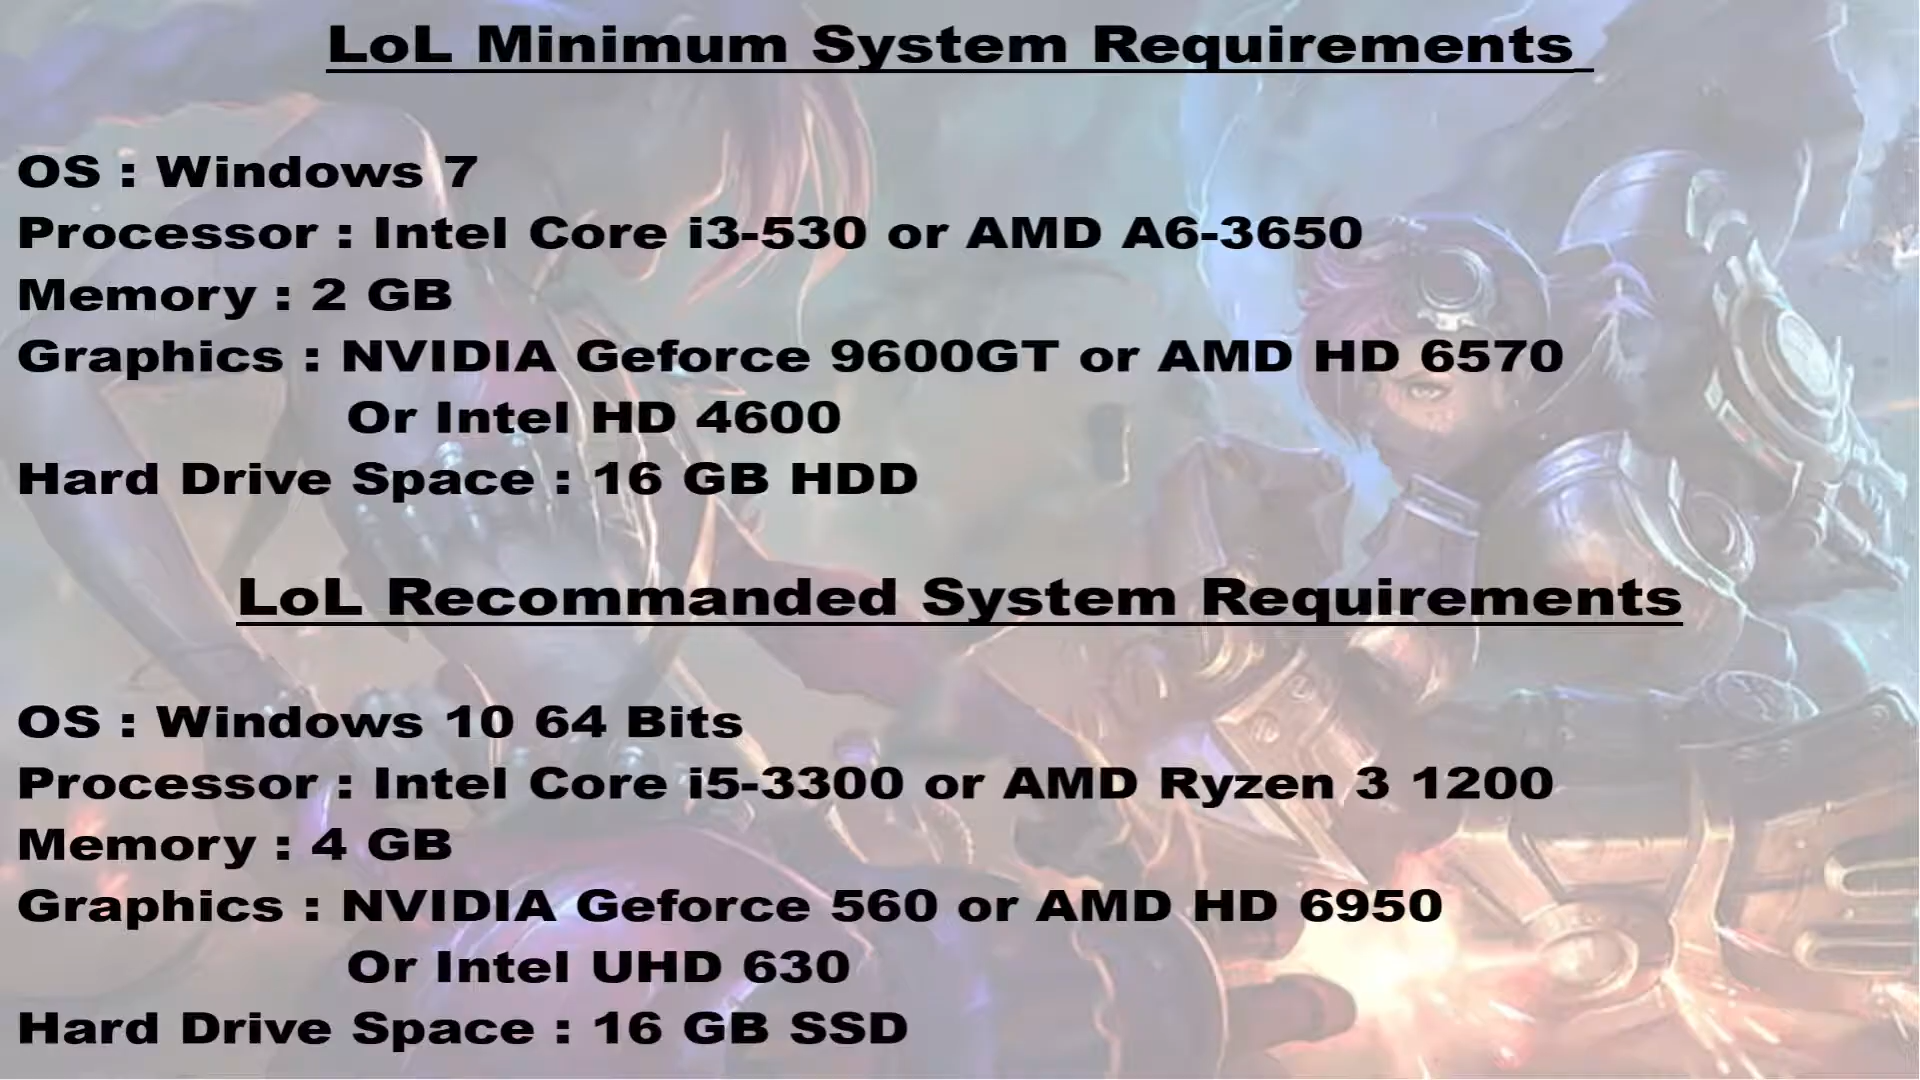 LoL Minimum System Requirements
OS : Windows 7
Processor : Intel Core i3-530 or AMD A6-3650
Memory : 2 GB
Graphics : NVIDIA Geforce 9600GT or AMD HD 6570
Or Intel HD 4600
Hard Drive Space : 16 GB HDD
LoL Recommanded System Requirements
OS : Windows 10 64 Bits
Processor : Intel Core i5-3300 or AMD Ryzen 3 1200
Memory : 4 GB
Graphics : NVIDIA Geforce 560 or AMD HD 6950
Or Intel UHD 630
Hard Drive Space : 16 GB SSD